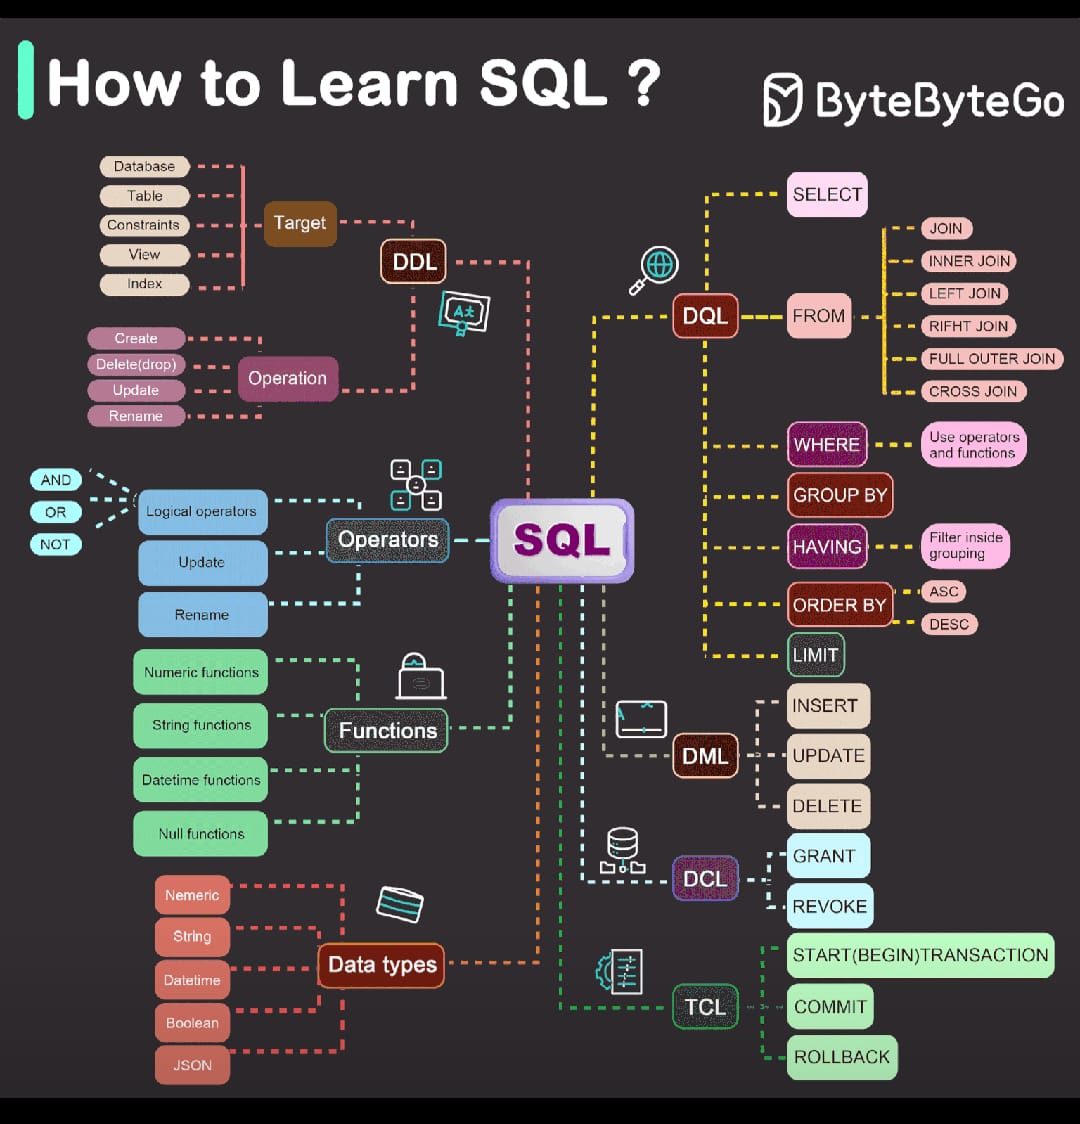 How to Learn SQL ?
ByteByteGo
Database
Table
Constraints
View
Index
Target
DDL
Create
Delete(drop)
Update
Rename
Operation
AND
OR
NOT
Logical operators
Update
Rename
Operators
Numeric functions
String functions
Datetime functions
Null functions
Functions
Nemeric
String
Datetime
Boolean
JSON
Data types
SQL
DQL
SELECT
FROM
JOIN
INNER JOIN
LEFT JOIN
RIFHT JOIN
FULL OUTER JOIN
CROSS JOIN
WHERE
Use operators
and functions
GROUP BY
HAVING
Filter inside
grouping
ORDER BY
ASC
DESC
LIMIT
DML
INSERT
UPDATE
DELETE
DCL
GRANT
REVOKE
TCL
START(BEGIN)TRANSACTION
COMMIT
ROLLBACK